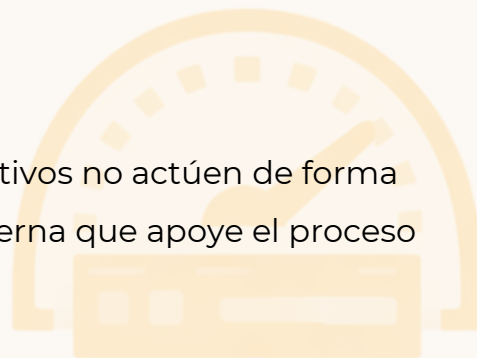 tivos no actúen de forma
erna que apoye el proceso